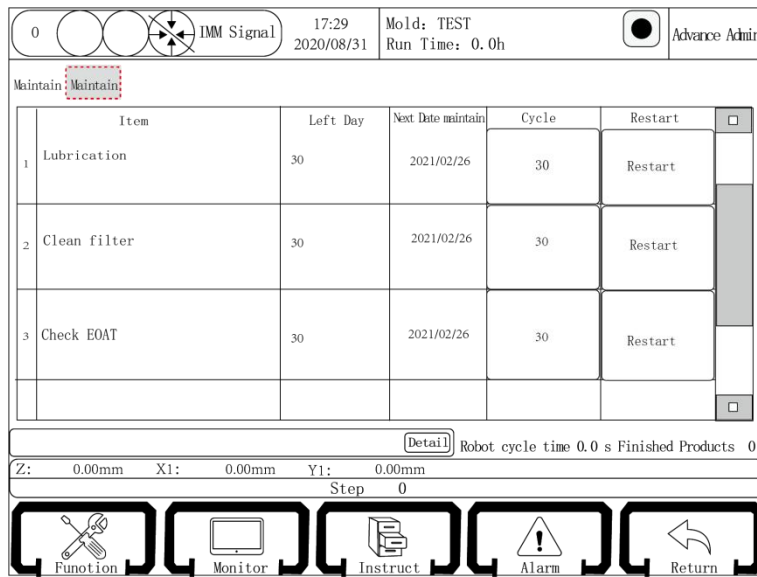 0 IMM Signal 17:29 2020/08/31 Mold: TEST Run Time: 0.0h Advance Admin
Maintain Maintain
Item Left Day Next Date maintain Cycle Restart
1 Lubrication 30 2021/02/26 30 Restart
2 Clean filter 30 2021/02/26 30 Restart
3 Check EOAT 30 2021/02/26 30 Restart
Detail Robot cycle time 0.0 s Finished Products 0
Z: 0.00mm X1: 0.00mm Y1: 0.00mm
Step 0
Funotion Monitor Instruct Alarm Return